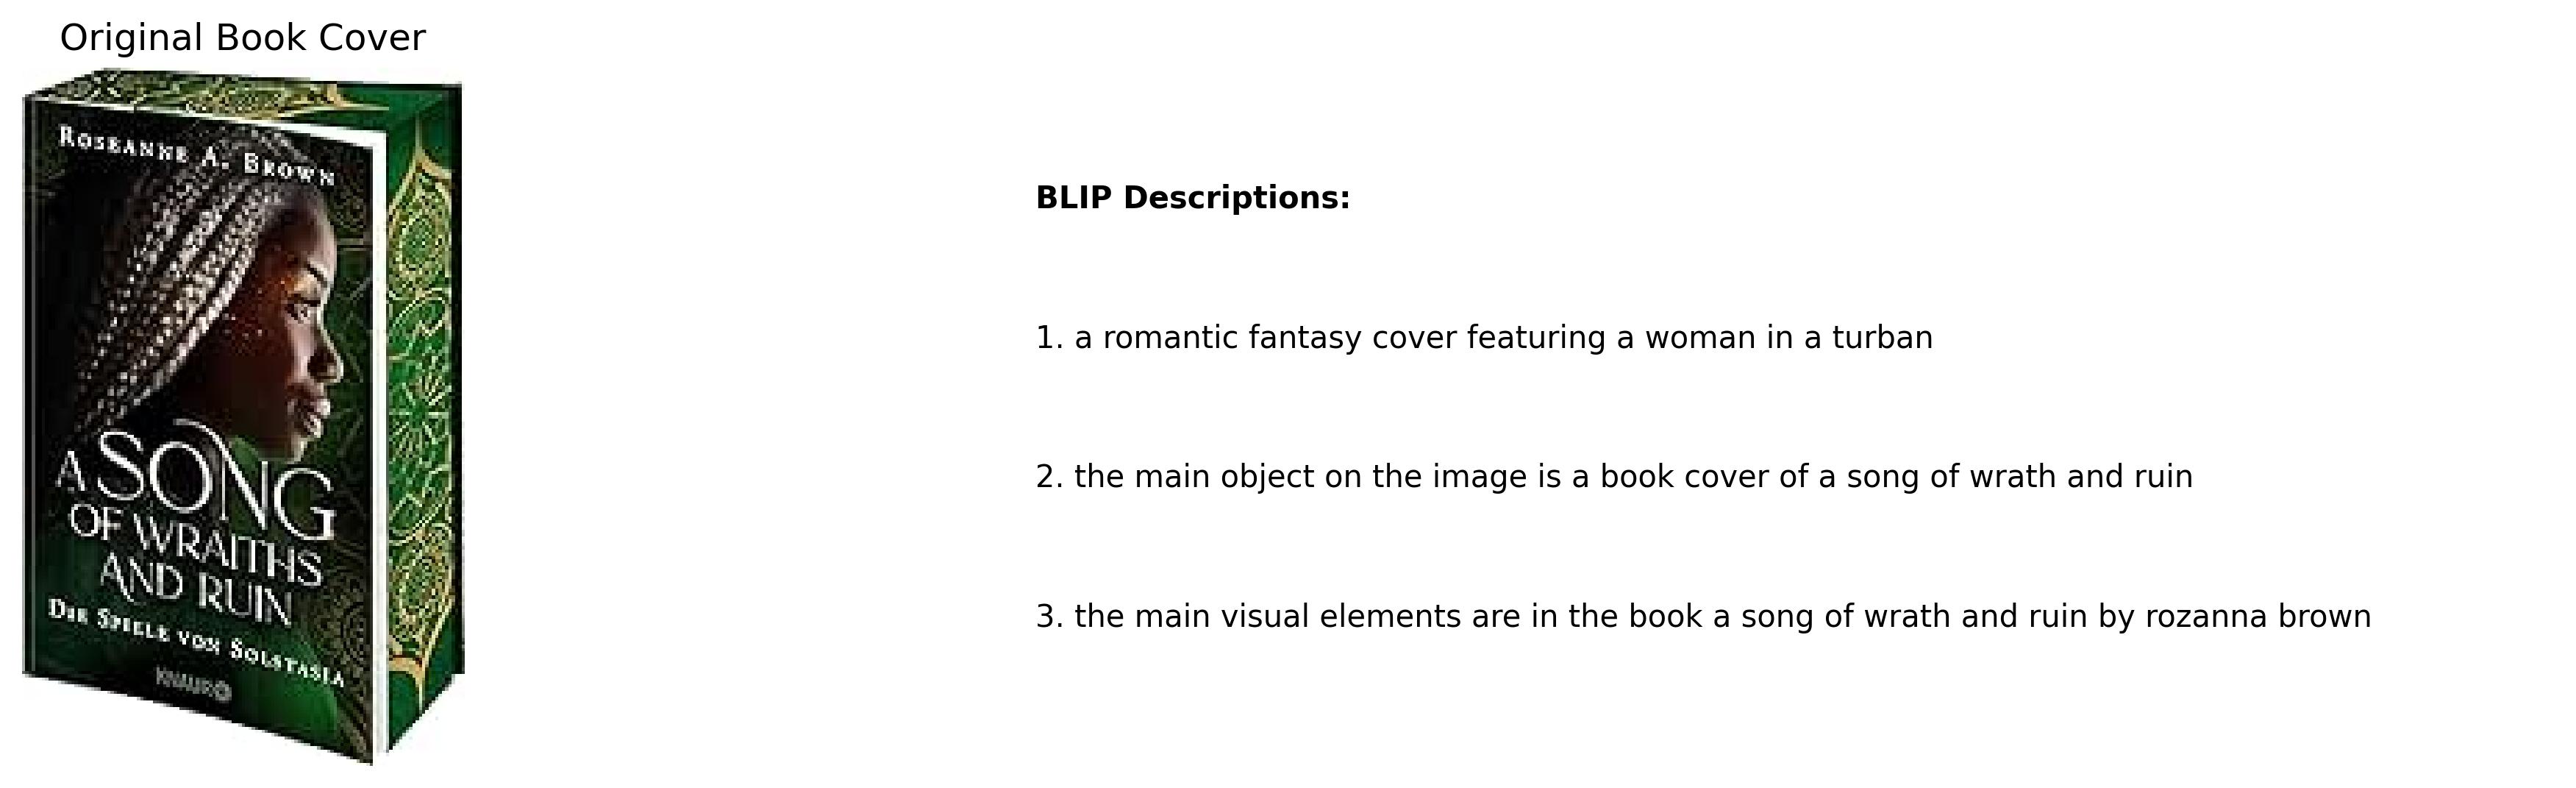 Original Book Cover
ROSEANNE A. BROWN
A SONG
OF WRAITHS
AND RUIN
DIE SPIELE VON SOLSTASIA
KNAUR
BLIP Descriptions:
1. a romantic fantasy cover featuring a woman in a turban
2. the main object on the image is a book cover of a song of wrath and ruin
3. the main visual elements are in the book a song of wrath and ruin by rozanna brown